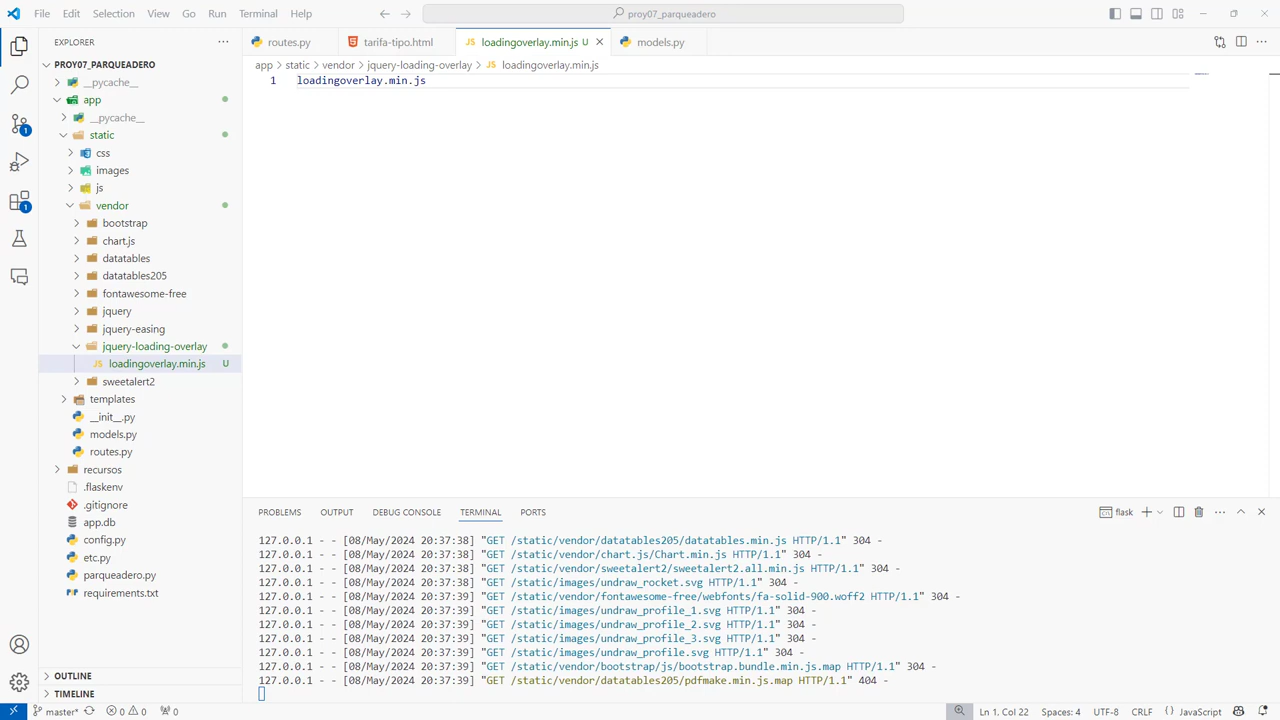 File Edit Selection View Go Run Terminal Help
proy07_parqueadero
EXPLORER
routes.py
tarifa-tipo.html
loadingoverlay.min.js U
models.py
PROY07_PARQUEADERO
app > static > vendor > jquery-loading-overlay > JS loadingoverlay.min.js
1 loadingoverlay.min.js
__pycache__
app
__pycache__
static
css
images
js
vendor
bootstrap
chart.js
datatables
datatables205
fontawesome-free
jquery
jquery-easing
jquery-loading-overlay
JS loadingoverlay.min.js U
sweetalert2
templates
__init__.py
models.py
routes.py
recursos
.flaskenv
.gitignore
app.db
config.py
etc.py
parqueadero.py
requirements.txt
OUTLINE
TIMELINE
PROBLEMS OUTPUT DEBUG CONSOLE TERMINAL PORTS
flask
127.0.0.1 - - [08/May/2024 20:37:38] "GET /static/vendor/datatables205/datatables.min.js HTTP/1.1" 304 -
127.0.0.1 - - [08/May/2024 20:37:38] "GET /static/vendor/chart.js/Chart.min.js HTTP/1.1" 304 -
127.0.0.1 - - [08/May/2024 20:37:38] "GET /static/vendor/sweetalert2/sweetalert2.all.min.js HTTP/1.1" 304 -
127.0.0.1 - - [08/May/2024 20:37:38] "GET /static/images/undraw_rocket.svg HTTP/1.1" 304 -
127.0.0.1 - - [08/May/2024 20:37:39] "GET /static/vendor/fontawesome-free/webfonts/fa-solid-900.woff2 HTTP/1.1" 304 -
127.0.0.1 - - [08/May/2024 20:37:39] "GET /static/images/undraw_profile_1.svg HTTP/1.1" 304 -
127.0.0.1 - - [08/May/2024 20:37:39] "GET /static/images/undraw_profile_2.svg HTTP/1.1" 304 -
127.0.0.1 - - [08/May/2024 20:37:39] "GET /static/images/undraw_profile_3.svg HTTP/1.1" 304 -
127.0.0.1 - - [08/May/2024 20:37:39] "GET /static/images/undraw_profile.svg HTTP/1.1" 304 -
127.0.0.1 - - [08/May/2024 20:37:39] "GET /static/vendor/bootstrap/js/bootstrap.bundle.min.js.map HTTP/1.1" 304 -
127.0.0.1 - - [08/May/2024 20:37:39] "GET /static/vendor/datatables205/pdfmake.min.js.map HTTP/1.1" 404 -
master* 0 0 0
Ln 1, Col 22 Spaces: 4 UTF-8 CRLF JavaScript